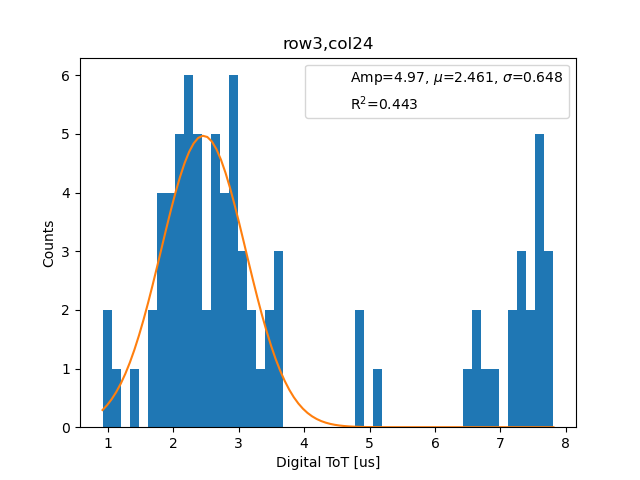 row3,col24
Amp=4.97, μ=2.461, σ=0.648
R²=0.443
6
5
4
3
2
1
0
Counts
1 2 3 4 5 6 7 8
Digital ToT [us]